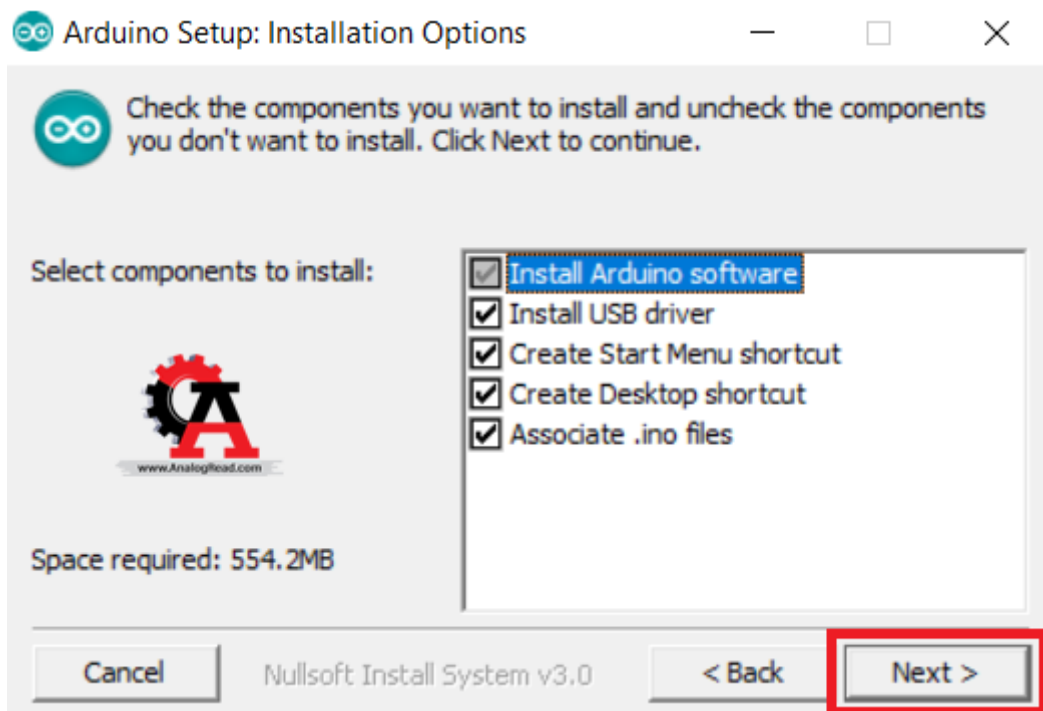 Arduino Setup: Installation Options
Check the components you want to install and uncheck the components
you don't want to install. Click Next to continue.
Select components to install:
Install Arduino software
Install USB driver
Create Start Menu shortcut
Create Desktop shortcut
Associate .ino files
A
www.AnalogRead.com
Space required: 554.2MB
Cancel
Nullsoft Install System v3.0
< Back
Next >